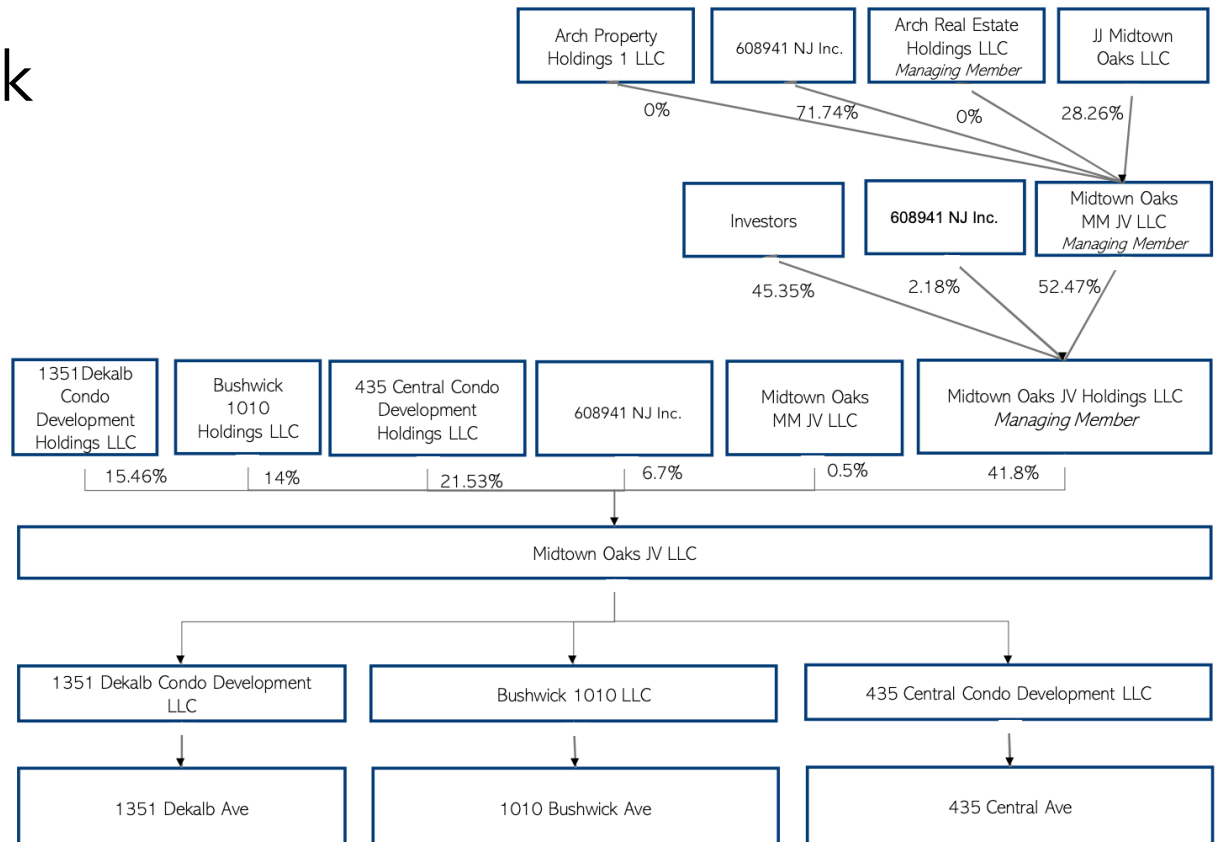 k
Arch Property
Holdings 1 LLC
608941 NJ Inc.
Arch Real Estate
Holdings LLC
Managing Member
JJ Midtown
Oaks LLC
0%
71.74%
0%
28.26%
Investors
608941 NJ Inc.
Midtown Oaks
MM JV LLC
Managing Member
45.35%
2.18%
52.47%
1351Dekalb
Condo
Development
Holdings LLC
Bushwick
1010
Holdings LLC
435 Central Condo
Development
Holdings LLC
608941 NJ Inc.
Midtown Oaks
MM JV LLC
Midtown Oaks JV Holdings LLC
Managing Member
15.46%
14%
21.53%
6.7%
0.5%
41.8%
Midtown Oaks JV LLC
1351 Dekalb Condo Development
LLC
Bushwick 1010 LLC
435 Central Condo Development LLC
1351 Dekalb Ave
1010 Bushwick Ave
435 Central Ave